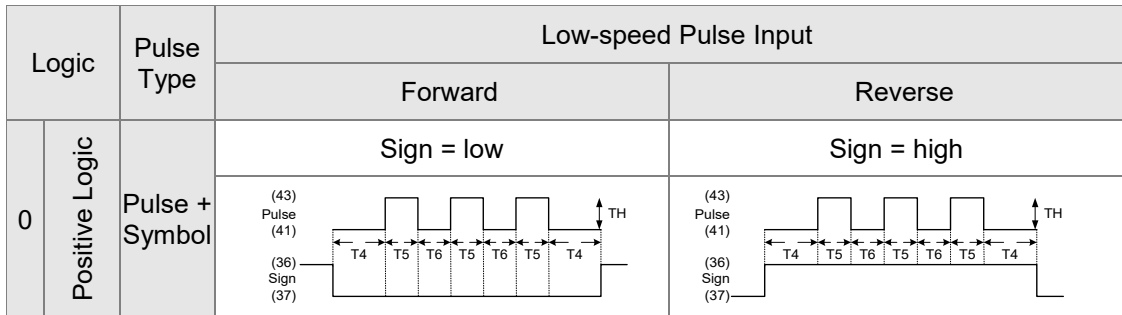 Logic
Pulse
Type
Low-speed Pulse Input
Forward
Reverse
0
Positive Logic
Pulse +
Symbol
Sign = low
Sign = high
(43)
Pulse
(41)
TH
T4 T5 T6 T5 T6 T5 T4
(36)
Sign
(37)
(43)
Pulse
(41)
TH
T4 T5 T6 T5 T6 T5 T4
(36)
Sign
(37)